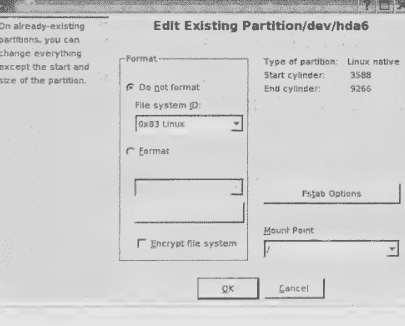 Edit Existing Partition/dev/hda6
On already-existing
partitions, you can
change everything
except the start and
size of the partition.
Format
Do not format
File system ID:
0x83 Linux
Format
Encrypt file system
Type of partition: Linux native
Start cylinder: 3588
End cylinder: 9266
Fstab Options
Mount Point
/
OK
Cancel